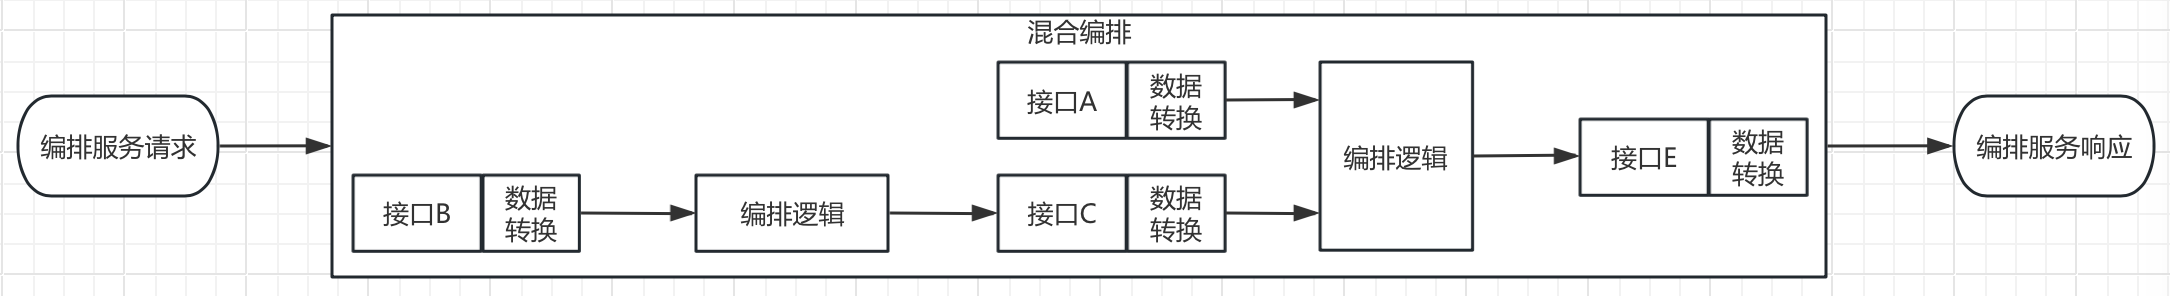 混合编排
编排服务请求
接口A
数据
转换
接口B
数据
转换
编排逻辑
接口C
数据
转换
编排逻辑
接口E
数据
转换
编排服务响应